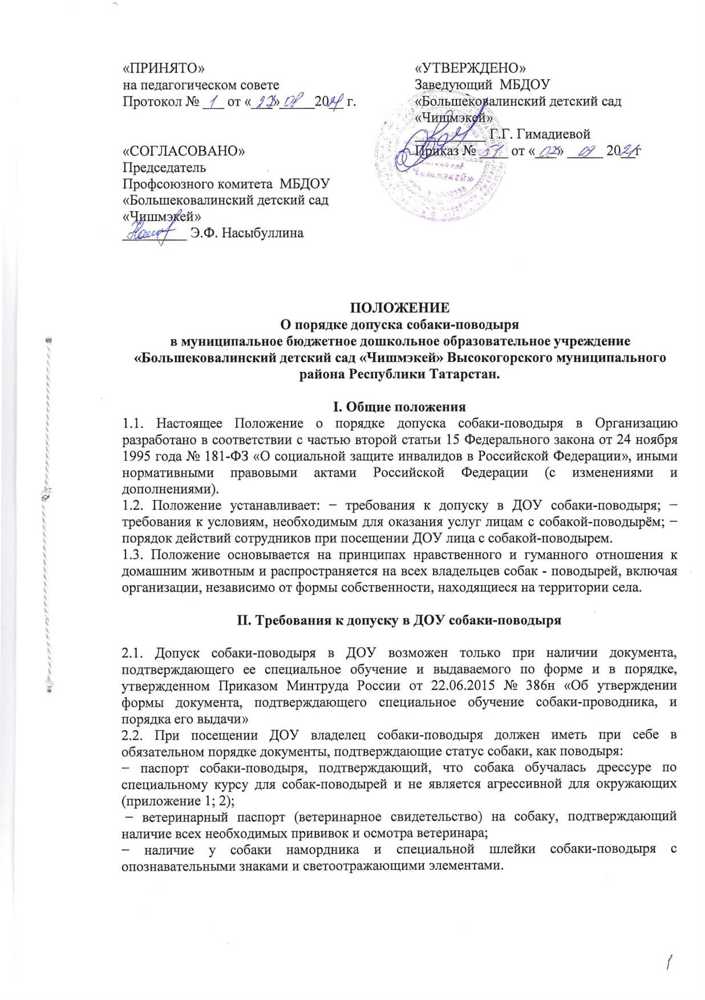 «ПРИНЯТО»
на педагогическом совете
Протокол № 1 от «27» 08 2021 г.
«СОГЛАСОВАНО»
Председатель
Профсоюзного комитета МБДОУ
«Большековалинский детский сад
«Чишмэкей»
Э.Ф. Насыбуллина
«УТВЕРЖДЕНО»
Заведующий МБДОУ
«Большековалинский детский сад
«Чишмэкей»
Г.Г. Гимадиевой
Приказ № 51 от «02» 09 2021г
ПОЛОЖЕНИЕ
О порядке допуска собаки-поводыря
в муниципальное бюджетное дошкольное образовательное учреждение
«Большековалинский детский сад «Чишмэкей» Высокогорского муниципального
района Республики Татарстан.
I. Общие положения
1.1. Настоящее Положение о порядке допуска собаки-поводыря в Организацию
разработано в соответствии с частью второй статьи 15 Федерального закона от 24 ноября
1995 года № 181-ФЗ «О социальной защите инвалидов в Российской Федерации», иными
нормативными правовыми актами Российской Федерации (с изменениями и
дополнениями).
1.2. Положение устанавливает: − требования к допуску в ДОУ собаки-поводыря; −
требования к условиям, необходимым для оказания услуг лицам с собакой-поводырём; −
порядок действий сотрудников при посещении ДОУ лица с собакой-поводырем.
1.3. Положение основывается на принципах нравственного и гуманного отношения к
домашним животным и распространяется на всех владельцев собак - поводырей, включая
организации, независимо от формы собственности, находящиеся на территории села.
II. Требования к допуску в ДОУ собаки-поводыря
2.1. Допуск собаки-поводыря в ДОУ возможен только при наличии документа,
подтверждающего ее специальное обучение и выдаваемого по форме и в порядке,
утвержденном Приказом Минтруда России от 22.06.2015 № 386н «Об утверждении
формы документа, подтверждающего специальное обучение собаки-проводника, и
порядка его выдачи»
2.2. При посещении ДОУ владелец собаки-поводыря должен иметь при себе в
обязательном порядке документы, подтверждающие статус собаки, как поводыря:
− паспорт собаки-поводыря, подтверждающий, что собака обучалась дрессуре по
специальному курсу для собак-поводырей и не является агрессивной для окружающих
(приложение 1; 2);
− ветеринарный паспорт (ветеринарное свидетельство) на собаку, подтверждающий
наличие всех необходимых прививок и осмотра ветеринара;
− наличие у собаки намордника и специальной шлейки собаки-поводыря с
опознавательными знаками и светоотражающими элементами.
1